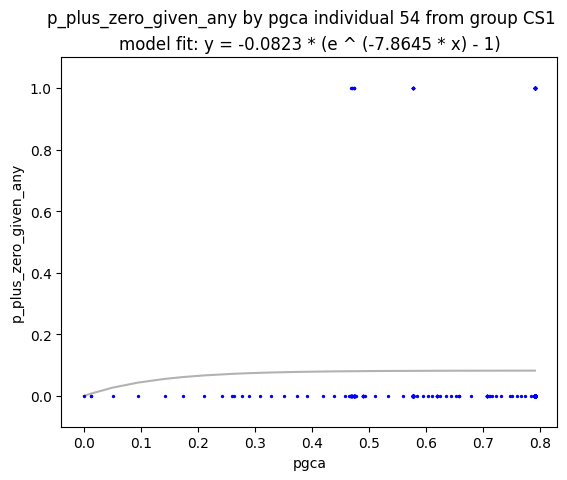 p_plus_zero_given_any by pgca individual 54 from group CS1
model fit: y = -0.0823 * (e ^ (-7.8645 * x) - 1)
1.0
0.8
0.6
0.4
0.2
0.0
p_plus_zero_given_any
0.0 0.1 0.2 0.3 0.4 0.5 0.6 0.7 0.8
pgca